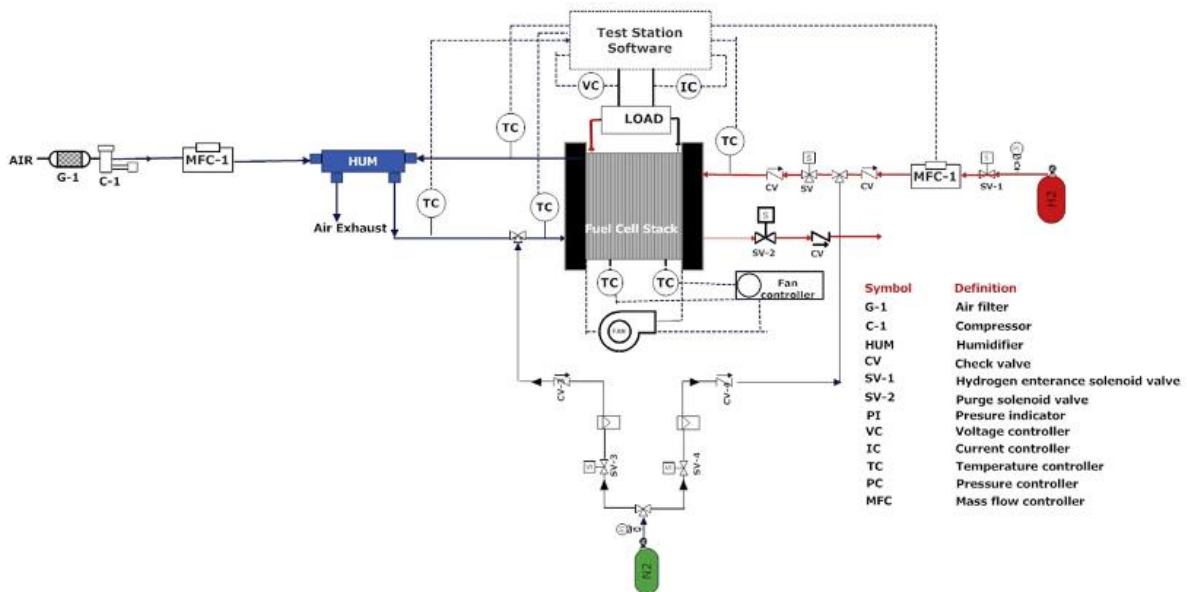 Test Station
Software
VC
IC
LOAD
TC
TC
AIR
G-1
C-1
MFC-1
HUM
Air Exhaust
TC
TC
Fuel Cell Stack
CV
SV
CV
MFC-1
SV-1
H2
S
S
S
SV-2
CV
TC
TC
Fan
controller
FAN
CV-3
CV-4
S
SV-3
S
SV-4
N2
Symbol Definition
G-1 Air filter
C-1 Compressor
HUM Humidifier
CV Check valve
SV-1 Hydrogen enterance solenoid valve
SV-2 Purge solenoid valve
PI Presure indicator
VC Voltage controller
IC Current controller
TC Temperature controller
PC Pressure controller
MFC Mass flow controller